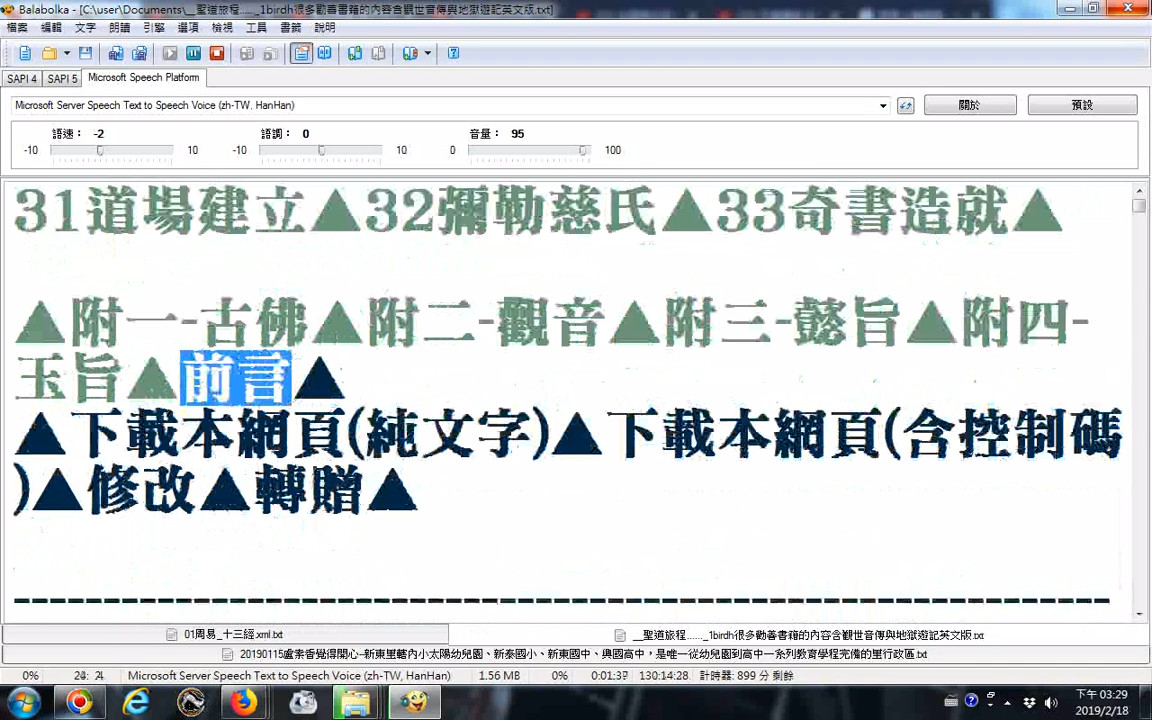 Balabolka - [C:\user\Documents\__聖道旅程......_1birdh很多勸善書籍的內容含觀世音傳與地獄遊記英文版.txt]
檔案 編輯 文字 朗讀 引擎 選項 檢視 工具 書籤 說明
SAPI 4 SAPI 5 Microsoft Speech Platform
Microsoft Server Speech Text to Speech Voice (zh-TW, HanHan) 關於 預設
語速： -2 語調： 0 音量： 95
-10 10 -10 10 0 100
31道場建立▲32彌勒慈氏▲33奇書造就▲
▲附一-古佛▲附二-觀音▲附三-懿旨▲附四-
玉旨▲前言▲
▲下載本網頁(純文字)▲下載本網頁(含控制碼
)▲修改▲轉贈▲
--------------------------------------------------------------
01周易_十三經.xml.txt __聖道旅程......_1birdh很多勸善書籍的內容含觀世音傳與地獄遊記英文版.txt
20190115盧素香覺得開心-新東里轄內小太陽幼兒園、新泰國小、新東國中、興國高中，是唯一從幼兒園到高中一系列教育學程完備的里行政區.txt
0% Microsoft Server Speech Text to Speech Voice (zh-TW, HanHan) 1.56 MB 0% 130:14:28. 計時器: 899 分 剩餘
下午 03:29
2019/2/18